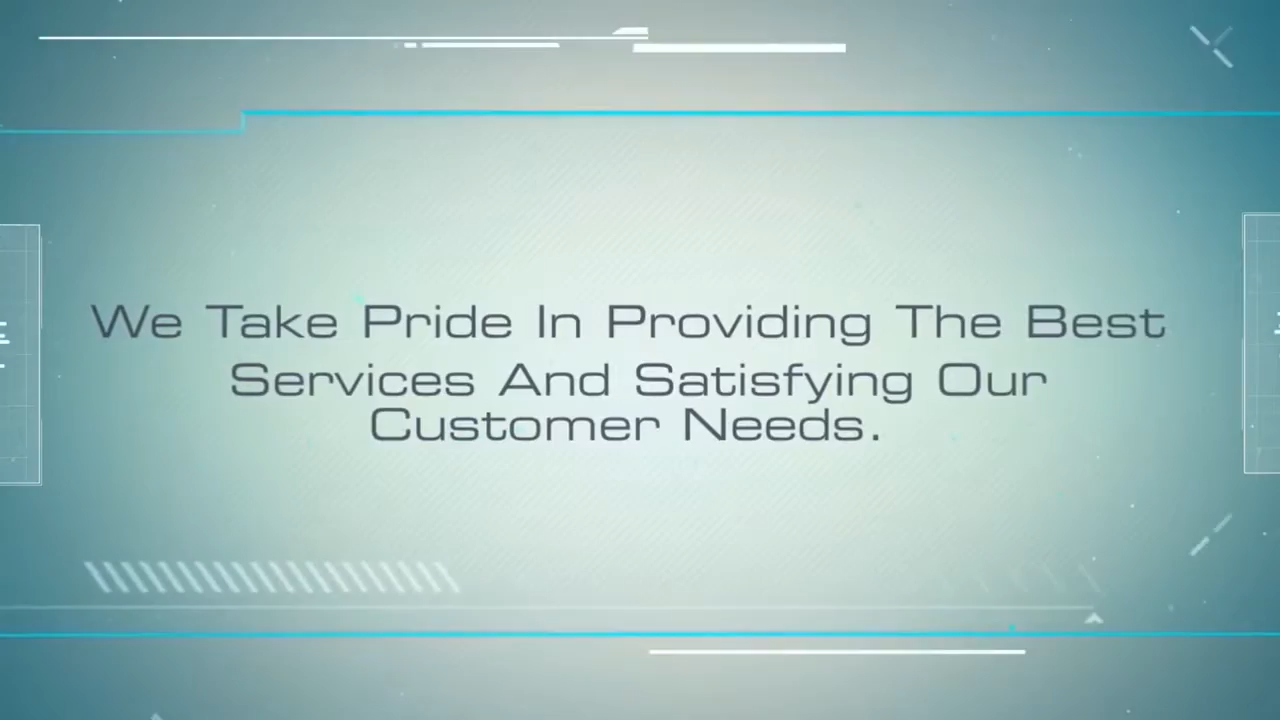 We Take Pride In Providing The Best
Services And Satisfying Our
Customer Needs.